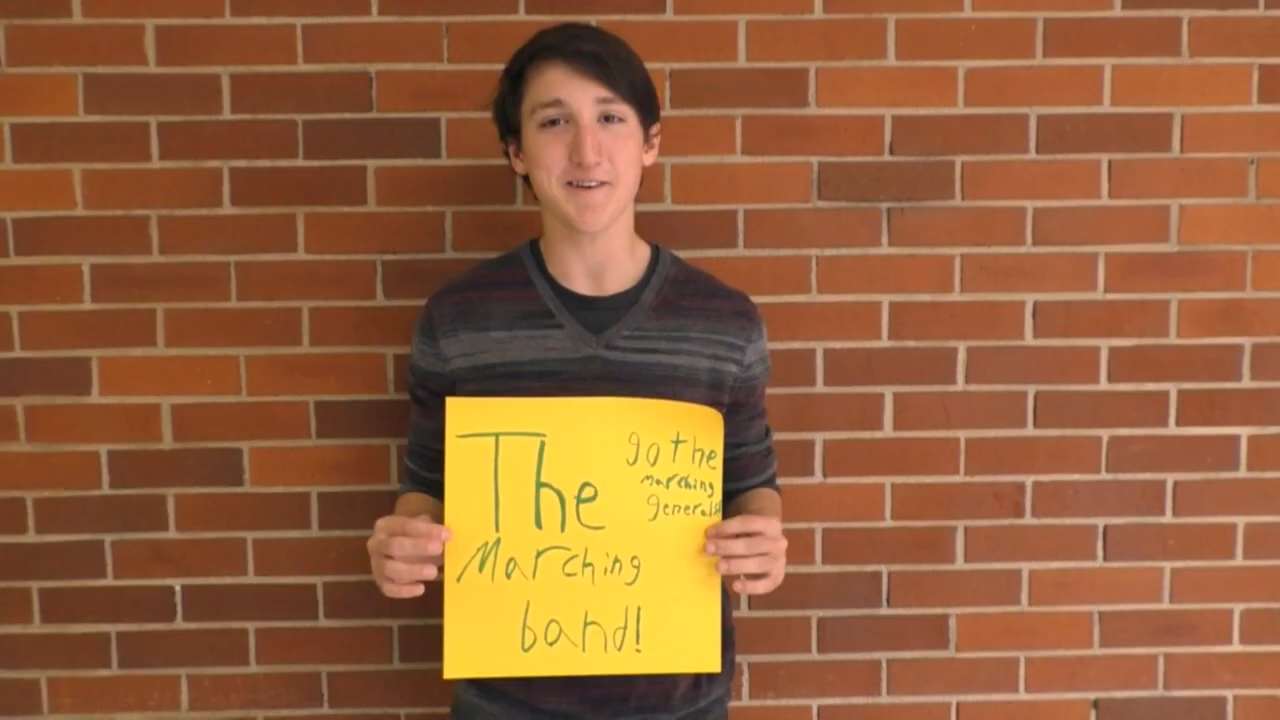 The
Marching
band!
go the
marching
generals!